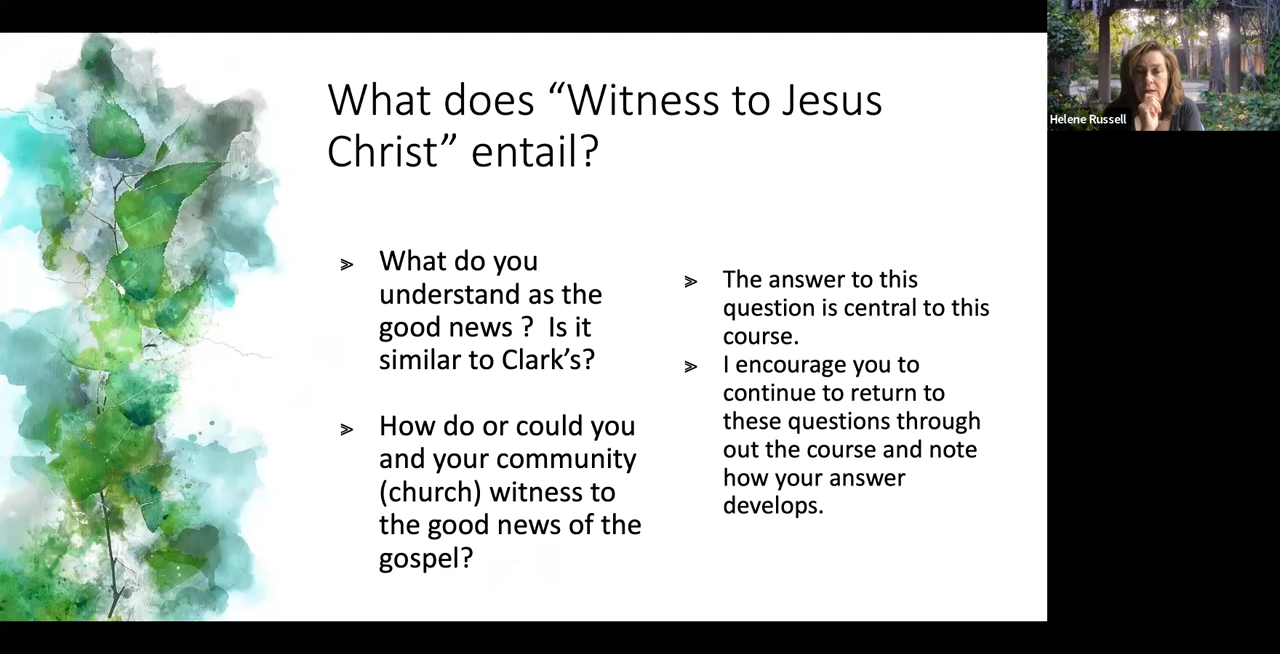 What does “Witness to Jesus
Christ” entail?
What do you
understand as the
good news ?  Is it
similar to Clark’s?
How do or could you
and your community
(church) witness to
the good news of the
gospel?
The answer to this
question is central to this
course.
I encourage you to
continue to return to
these questions through
out the course and note
how your answer
develops.
Helene Russell